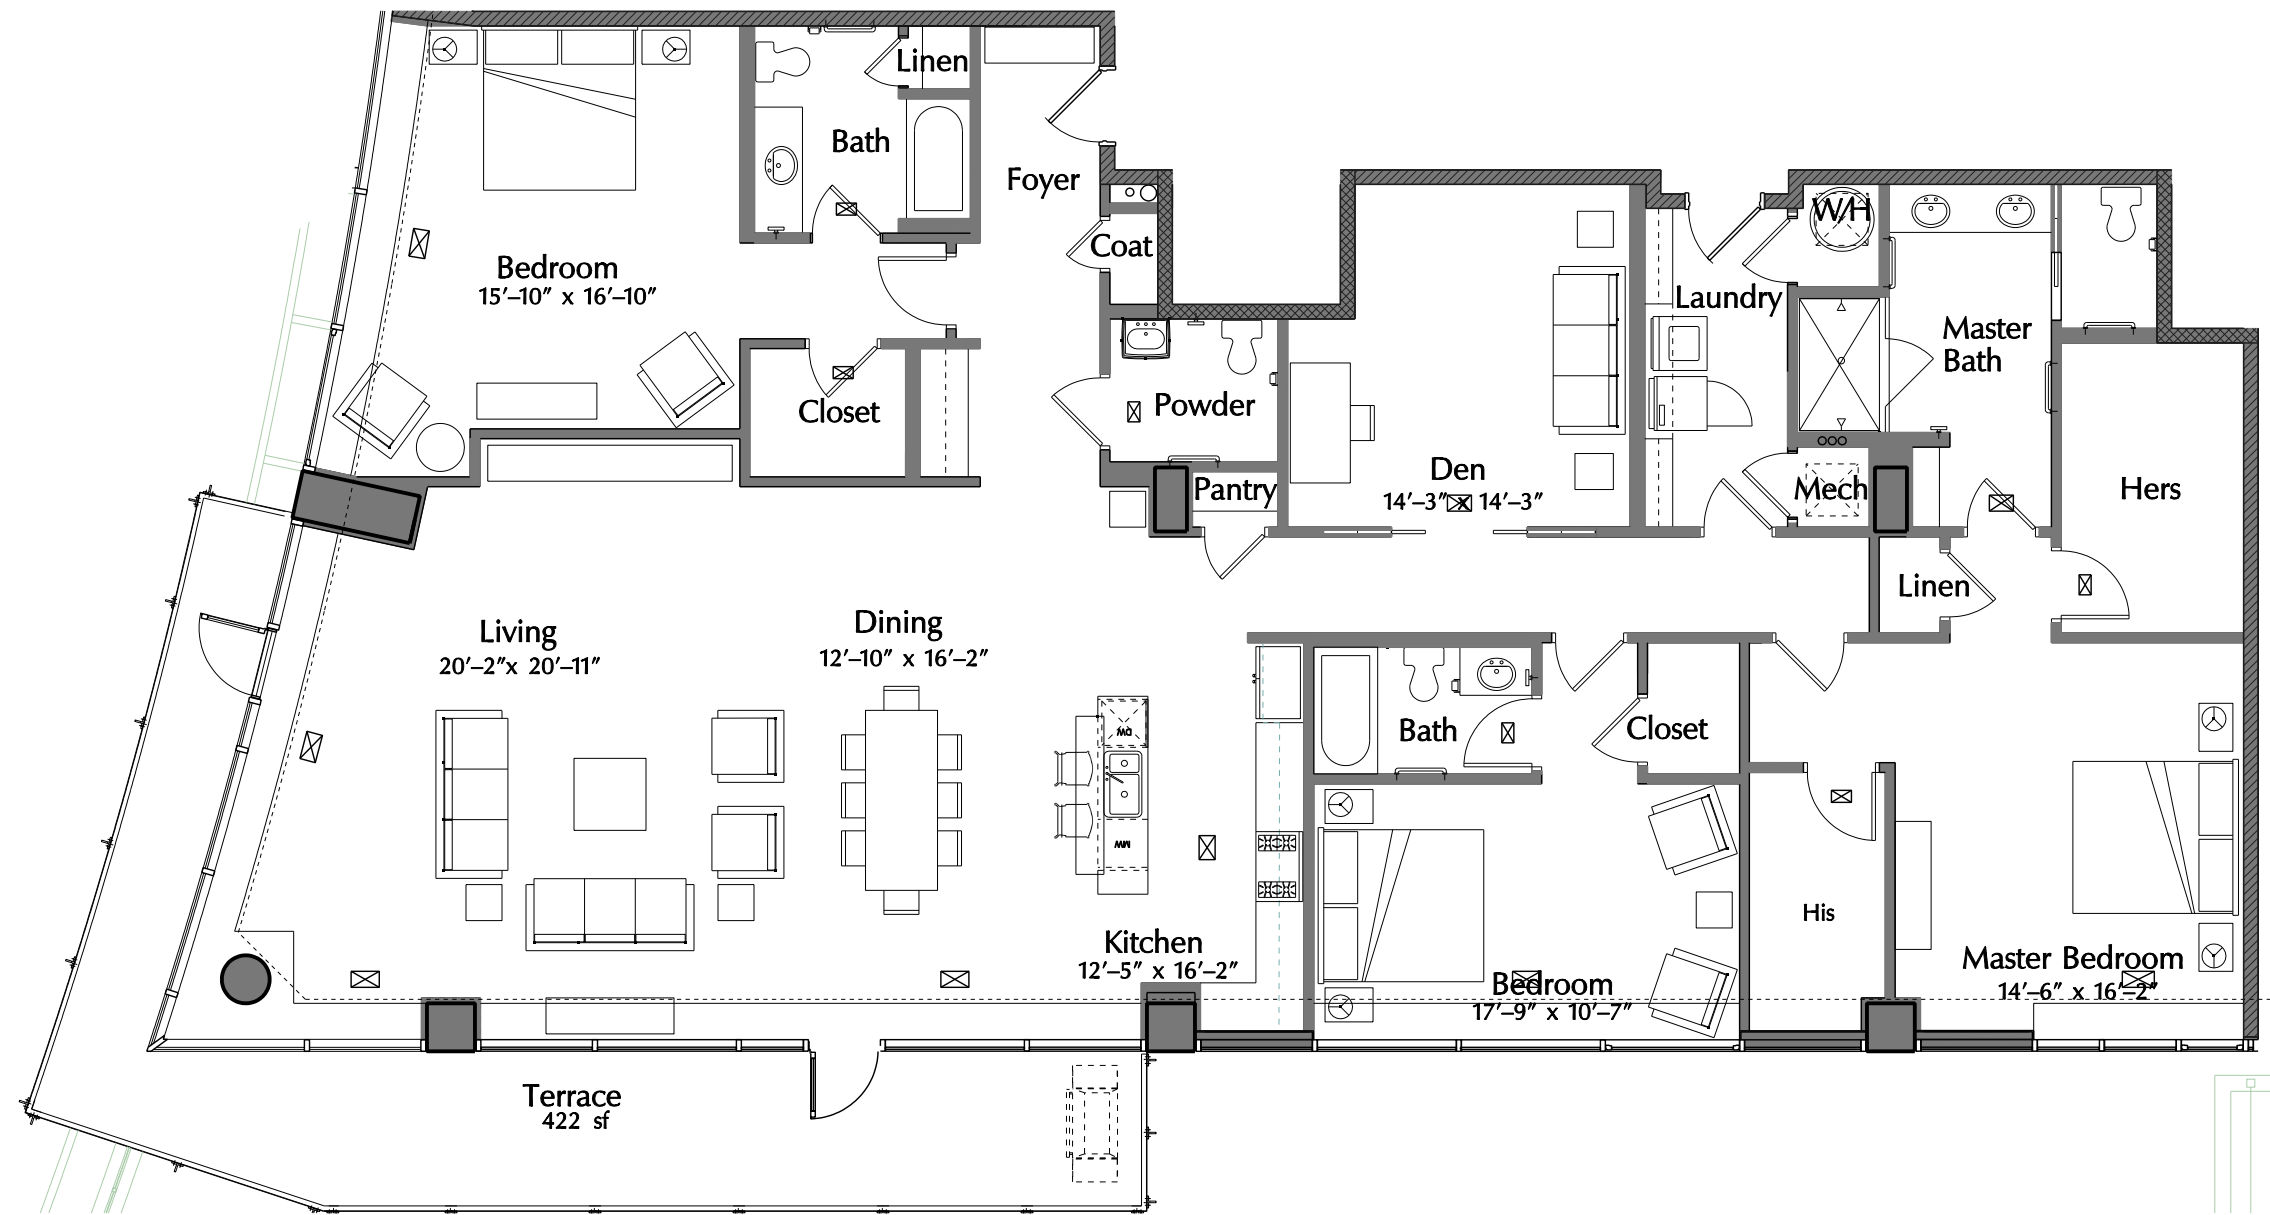 Linen
Bath
Foyer
W/H
Coat
Bedroom
15′–10″ x 16′–10″
Laundry
Master
Bath
Closet
Powder
Den
14′–3″ x 14′–3″
Pantry
Mech
Hers
Linen
Living
20′–2″x 20′–11″
Dining
12′–10″ x 16′–2″
DW
Bath
Closet
MW
His
Kitchen
12′–5″ x 16′–2″
Bedroom
17′–9″ x 10′–7″
Master Bedroom
14′–6″ x 16′–2″
Terrace
422 sf